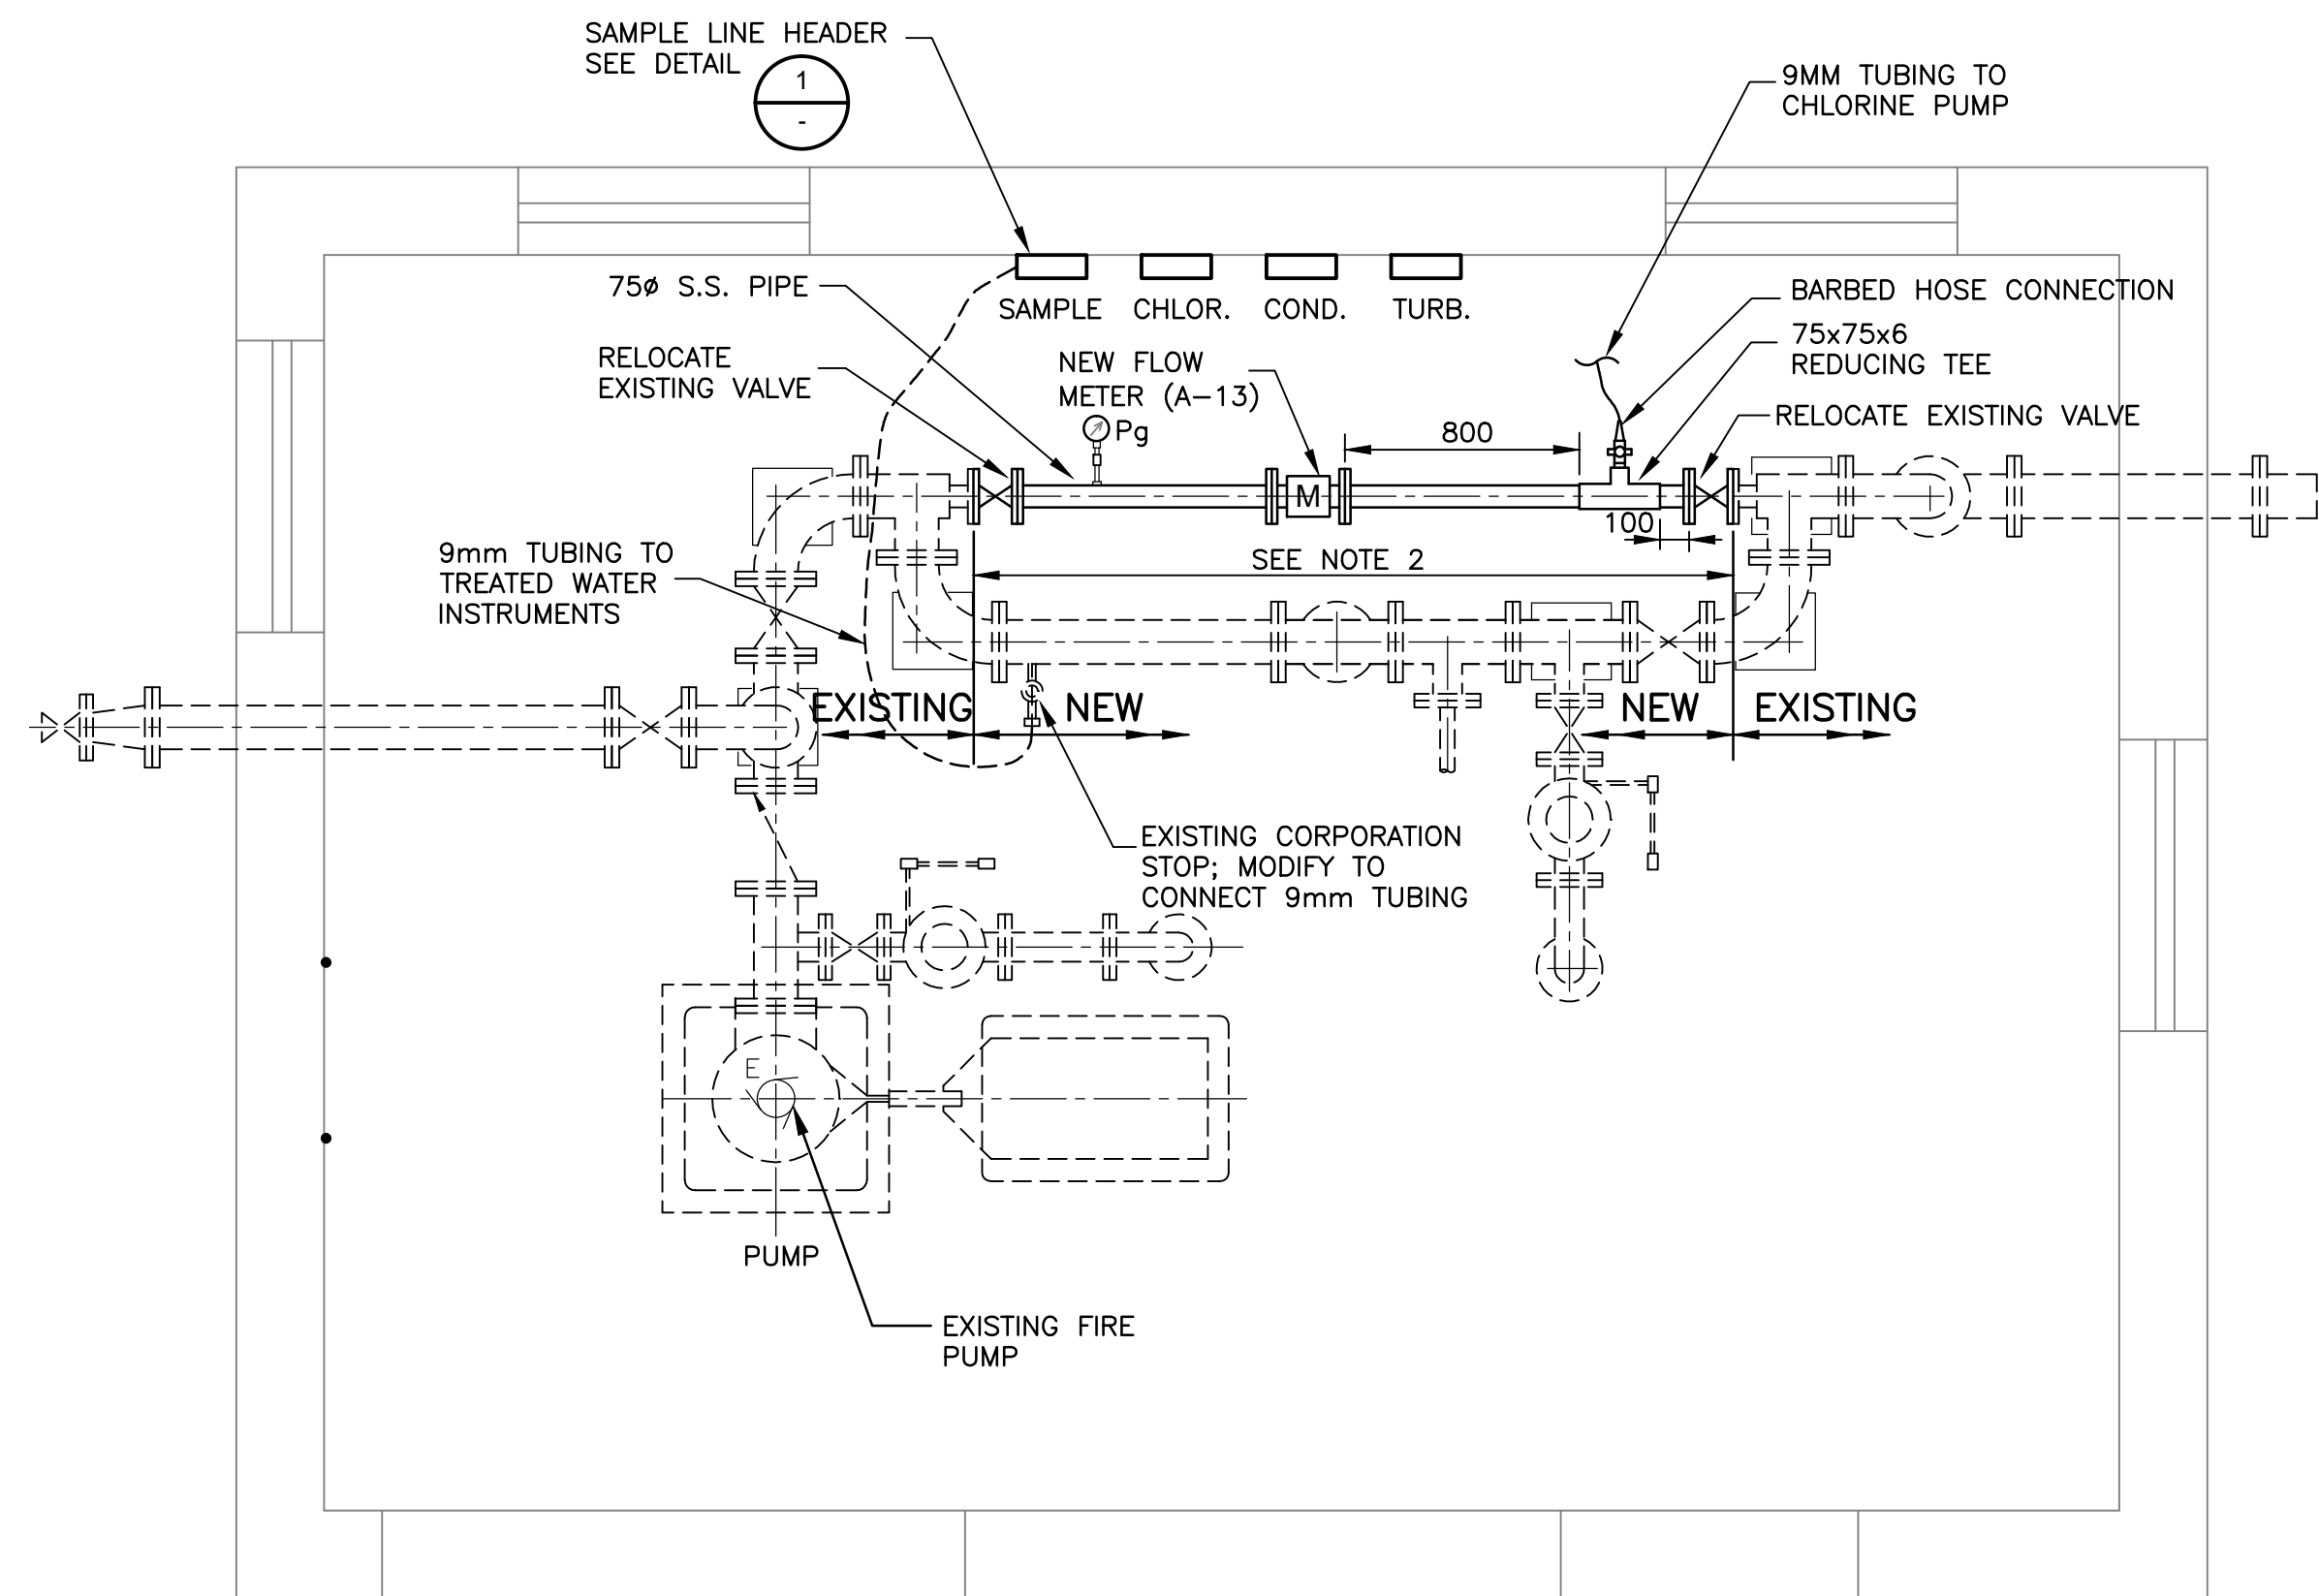 SAMPLE LINE HEADER
SEE DETAIL
1
-
9MM TUBING TO
CHLORINE PUMP
75ø S.S. PIPE
SAMPLE
CHLOR.
COND.
TURB.
BARBED HOSE CONNECTION
75x75x6
REDUCING TEE
RELOCATE
EXISTING VALVE
NEW FLOW
METER (A-13)
Pg
800
RELOCATE EXISTING VALVE
M
100
9mm TUBING TO
TREATED WATER
INSTRUMENTS
SEE NOTE 2
EXISTING
NEW
NEW
EXISTING
EXISTING CORPORATION
STOP; MODIFY TO
CONNECT 9mm TUBING
E
PUMP
EXISTING FIRE
PUMP